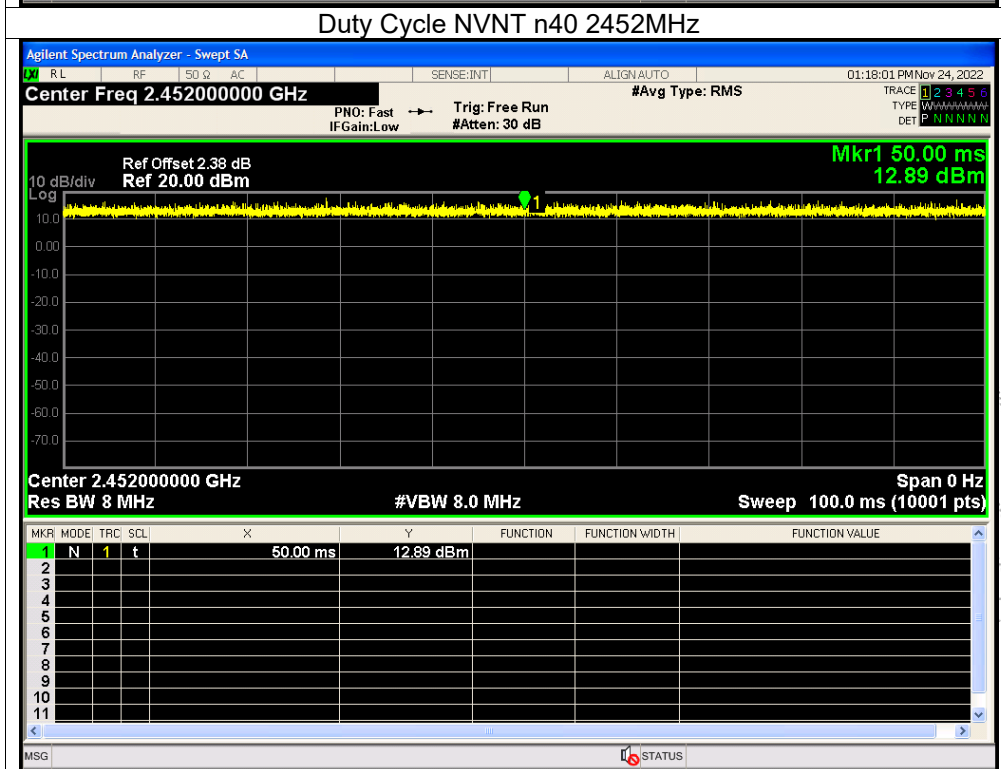 Duty Cycle NVNT n40 2452MHz
Agilent Spectrum Analyzer - Swept SA
LXI RL RF 50 Ω AC SENSE:INT ALIGN AUTO 01:18:01 PM Nov 24, 2022
Center Freq 2.452000000 GHz #Avg Type: RMS TRACE 1 2 3 4 5 6
PNO: Fast Trig: Free Run TYPE WWWWWW
IFGain:Low #Atten: 30 dB DET P N N N N N
Mkr1 50.00 ms
12.89 dBm
Ref Offset 2.38 dB
10 dB/div Ref 20.00 dBm
Log
1
10.0
0.00
-10.0
-20.0
-30.0
-40.0
-50.0
-60.0
-70.0
Center 2.452000000 GHz Span 0 Hz
Res BW 8 MHz #VBW 8.0 MHz Sweep 100.0 ms (10001 pts)
MKR MODE TRC SCL X Y FUNCTION FUNCTION WIDTH FUNCTION VALUE
1 N 1 t 50.00 ms 12.89 dBm
2
3
4
5
6
7
8
9
10
11
MSG STATUS